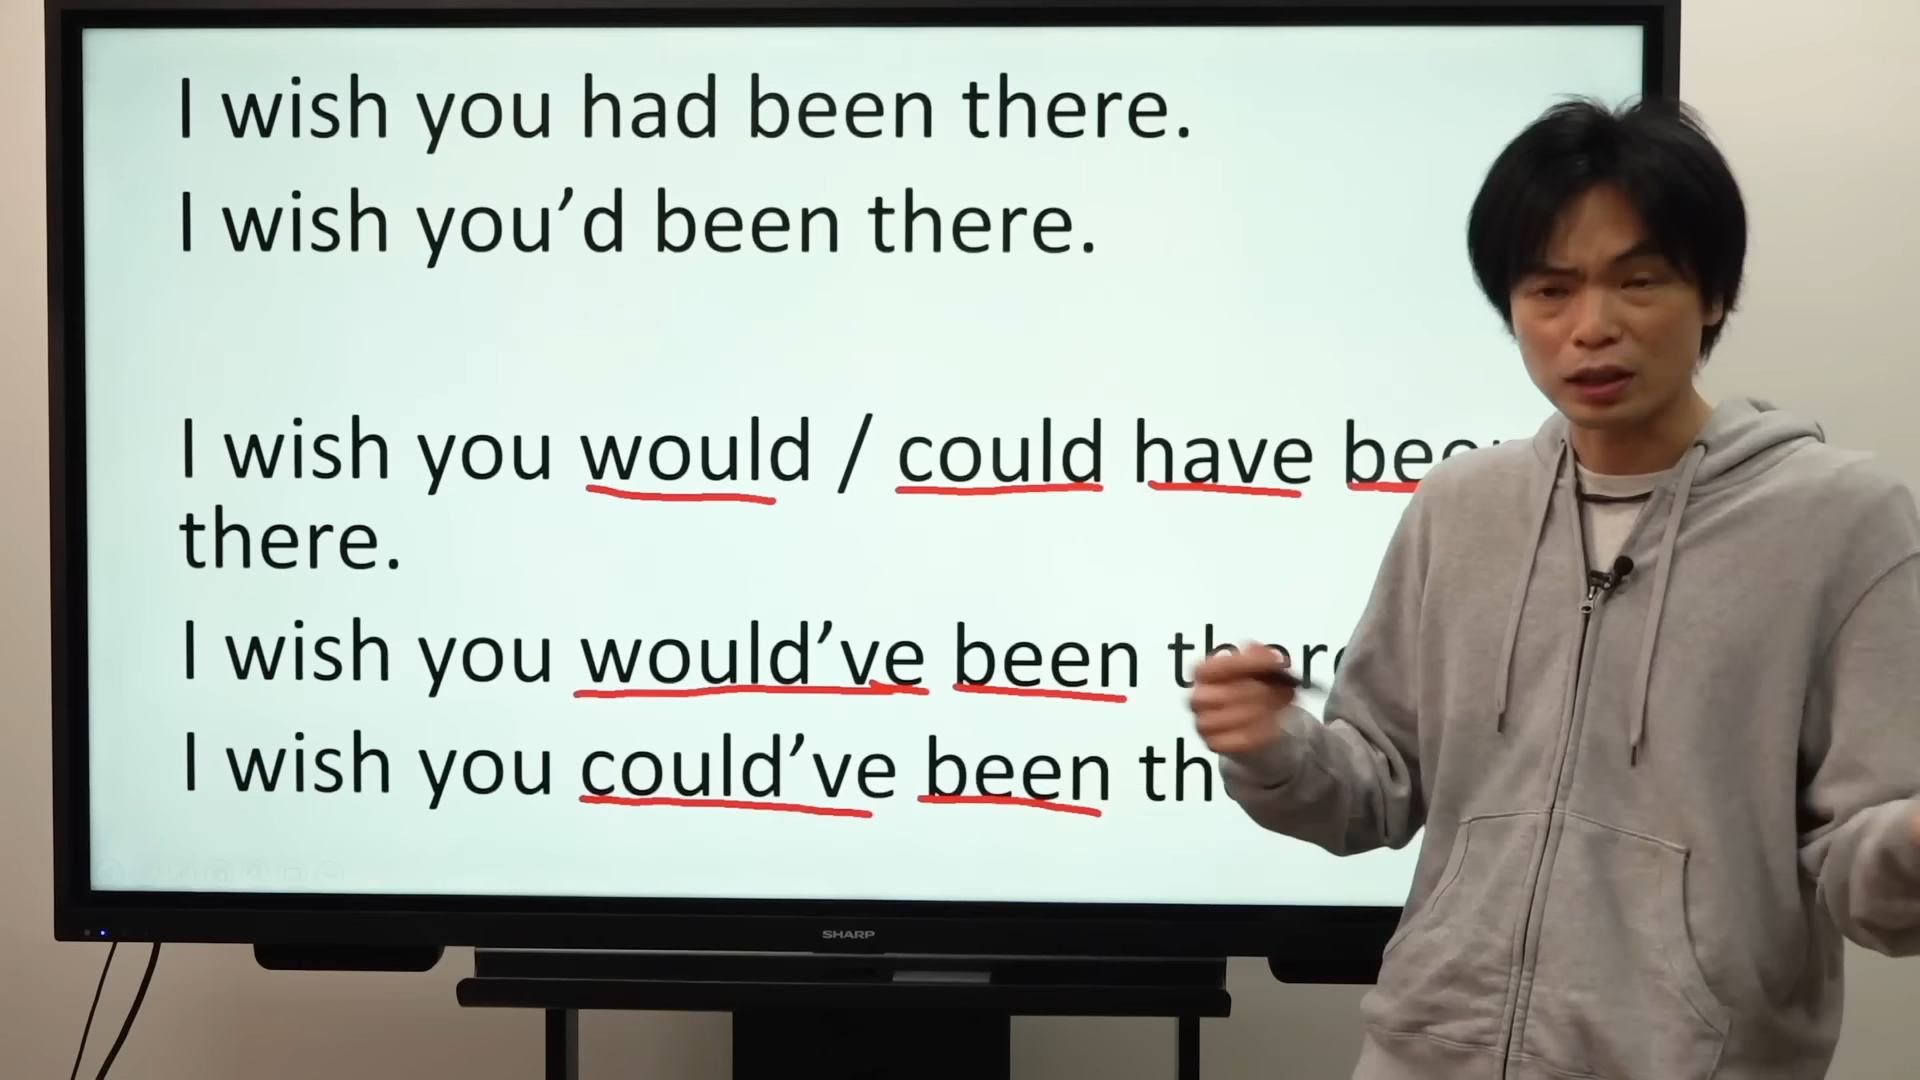 I wish you had been there.
I wish you’d been there.
I wish you would / could have
there.
I wish you would’ve been
I wish you could’ve been
SHARP